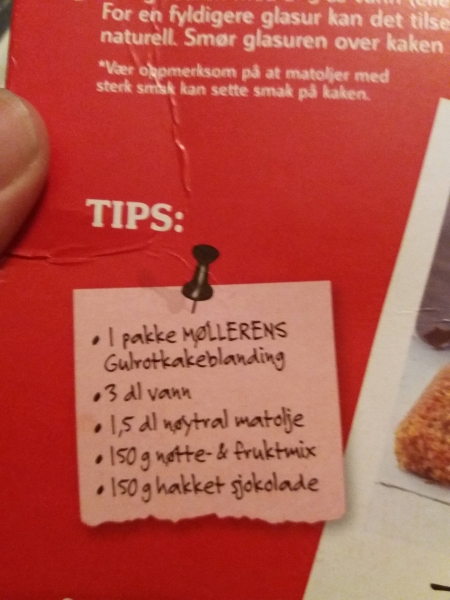 For en fyldigere glasur kan det
naturell. Smør glasuren over kaken
*Vær oppmerksom på at matoljer med
sterk smak kan sette smak på kaken.
TIPS:
• 1 pakke MØLLERENS
Gulrotkakeblanding
• 3 dl vann
• 1,5 dl nøytral matolje
• 150 g nøtte- & fruktmix
• 150 g hakket sjokolade